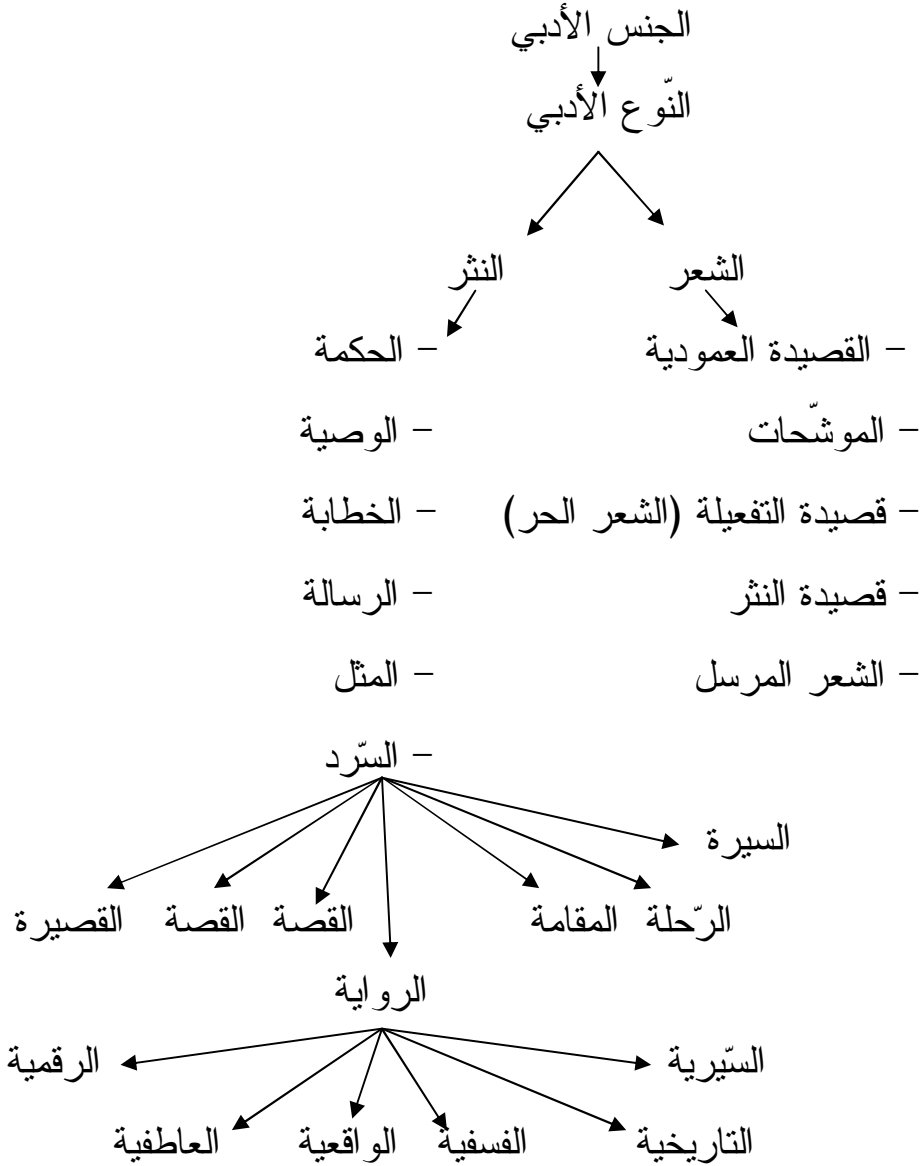 الجنس الأدبي
النّوع الأدبي
الشعر النثر
– القصيدة العمودية – الحكمة
– الموشّحات – الوصية
– قصيدة التفعيلة (الشعر الحر) – الخطابة
– قصيدة النثر – الرسالة
– الشعر المرسل – المثل
– السّرد
السيرة
الرّحلة المقامة القصة القصة القصيرة
الرواية
السّيرية الرقمية
التاريخية الفسفية الواقعية العاطفية